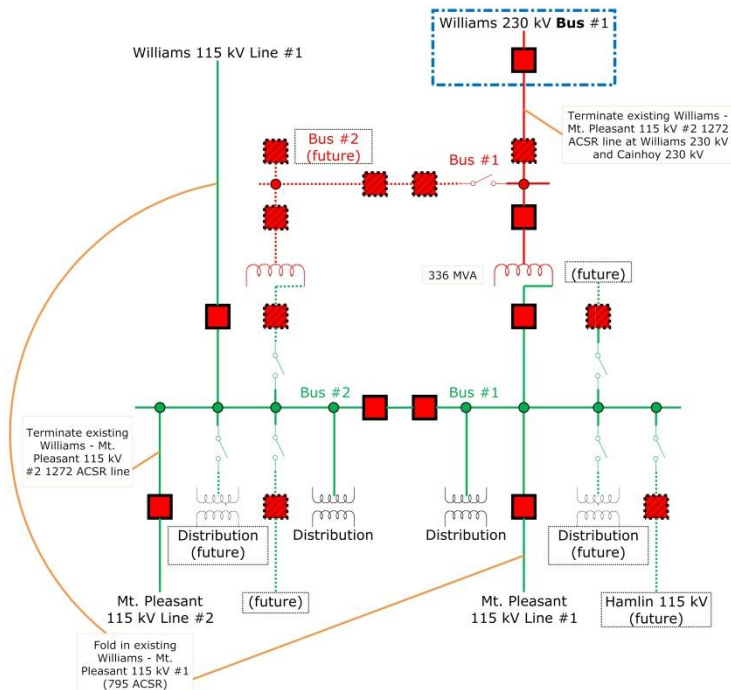 Williams 230 kV Bus #1
Williams 115 kV Line #1
Terminate existing Williams -
Mt. Pleasant 115 kV #2 1272
ACSR line at Williams 230 kV
and Cainhoy 230 kV
Bus #2
(future)
Bus #1
336 MVA
(future)
Bus #2
Bus #1
Terminate existing
Williams - Mt.
Pleasant 115 kV
#2 1272 ACSR line
Distribution
(future)
Distribution
Distribution
Distribution
(future)
Mt. Pleasant
115 kV Line #2
(future)
Mt. Pleasant
115 kV Line #1
Hamlin 115 kV
(future)
Fold in existing
Williams - Mt.
Pleasant 115 kV #1
(795 ACSR)